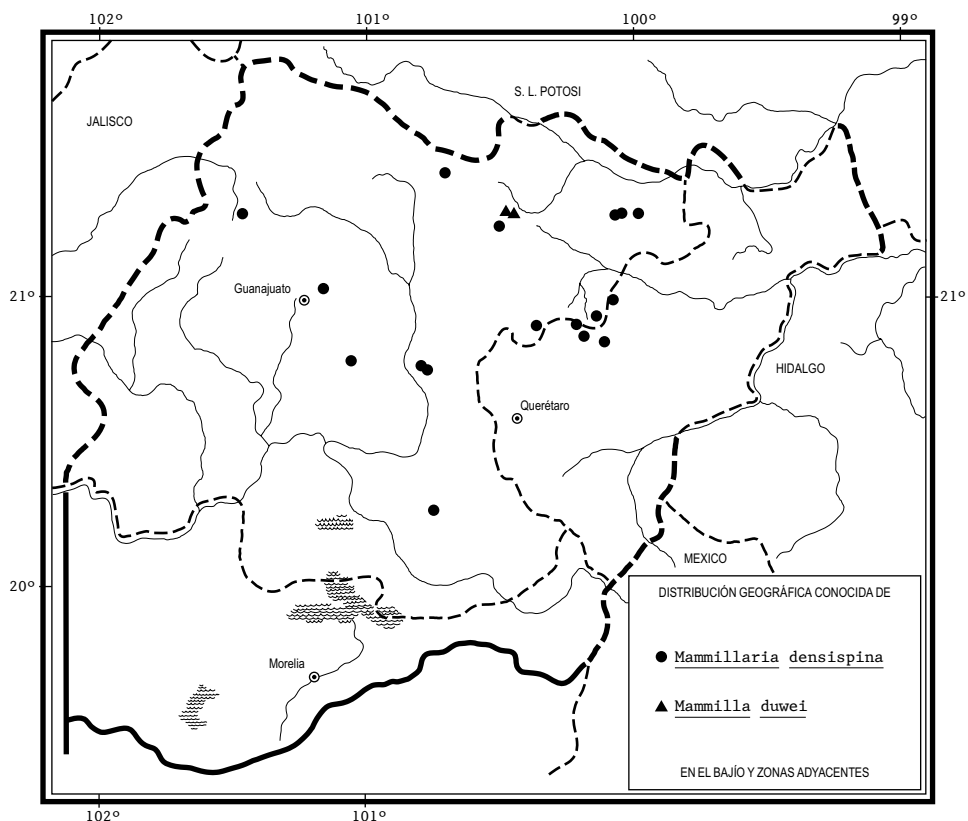 102º 101º 100º 99º
S. L. POTOSI
JALISCO
Guanajuato
21º 21º
HIDALGO
Querétaro
MEXICO
20º
DISTRIBUCIÓN GEOGRÁFICA CONOCIDA DE
Mammillaria densispina
Morelia
Mammilla duwei
EN EL BAJÍO Y ZONAS ADYACENTES
102º 101º